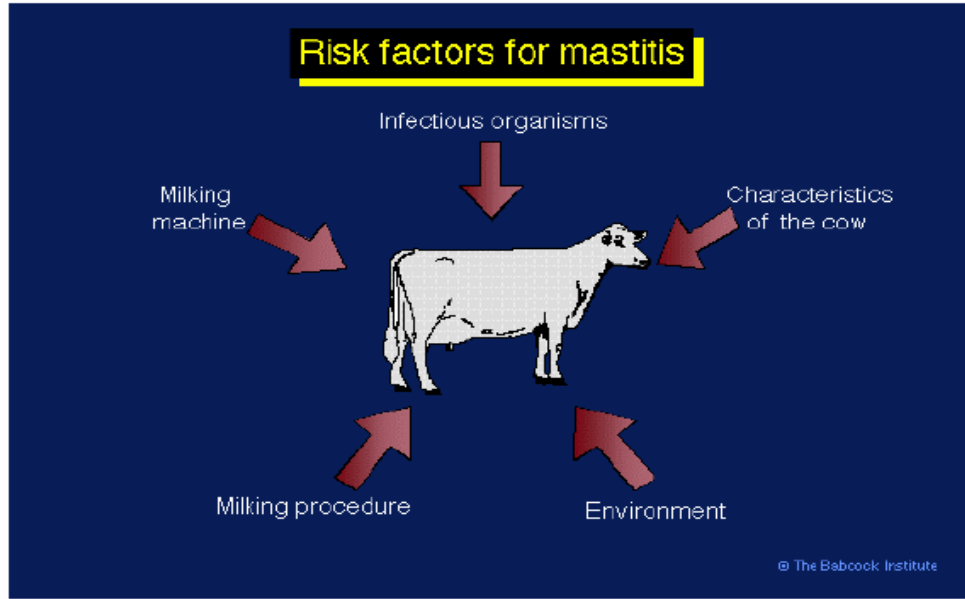 Risk factors for mastitis
Infectious organisms
Milking
machine
Characteristics
of the cow
Milking procedure
Environment
© The Babcock Institute